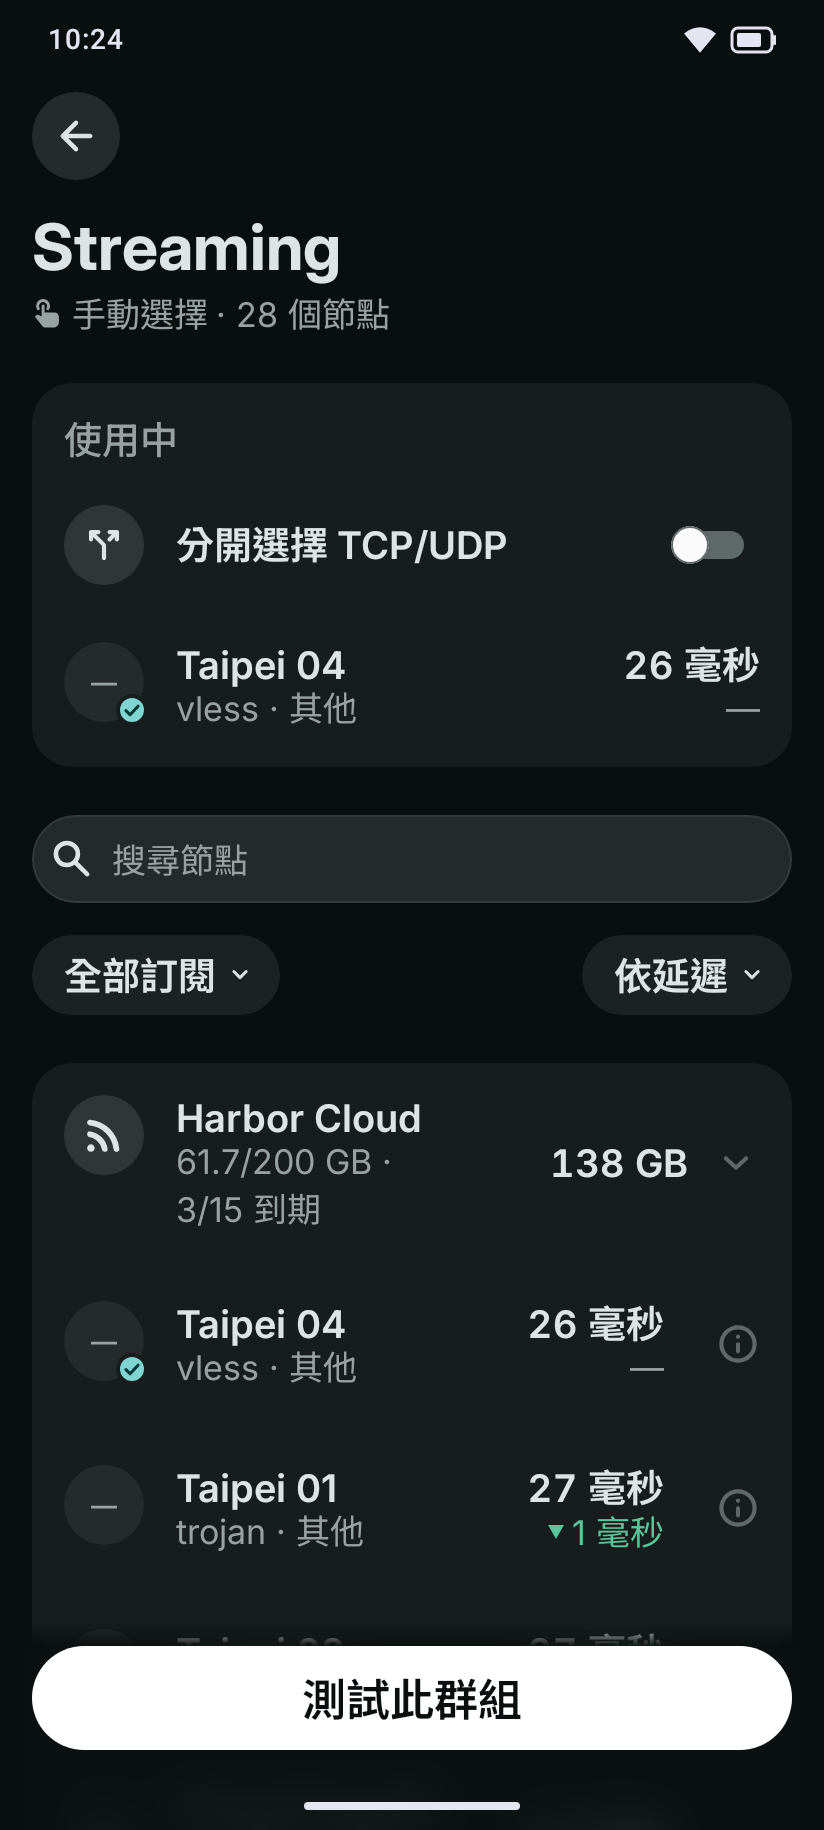 10:24
Streaming
手動選擇 · 28 個節點
使用中
分開選擇 TCP/UDP
Taipei 04
26 毫秒
vless · 其他
—
搜尋節點
全部訂閱
依延遲
Harbor Cloud
61.7/200 GB ·
3/15 到期
138 GB
Taipei 04
26 毫秒
vless · 其他
—
Taipei 01
27 毫秒
trojan · 其他
▼1 毫秒
測試此群組